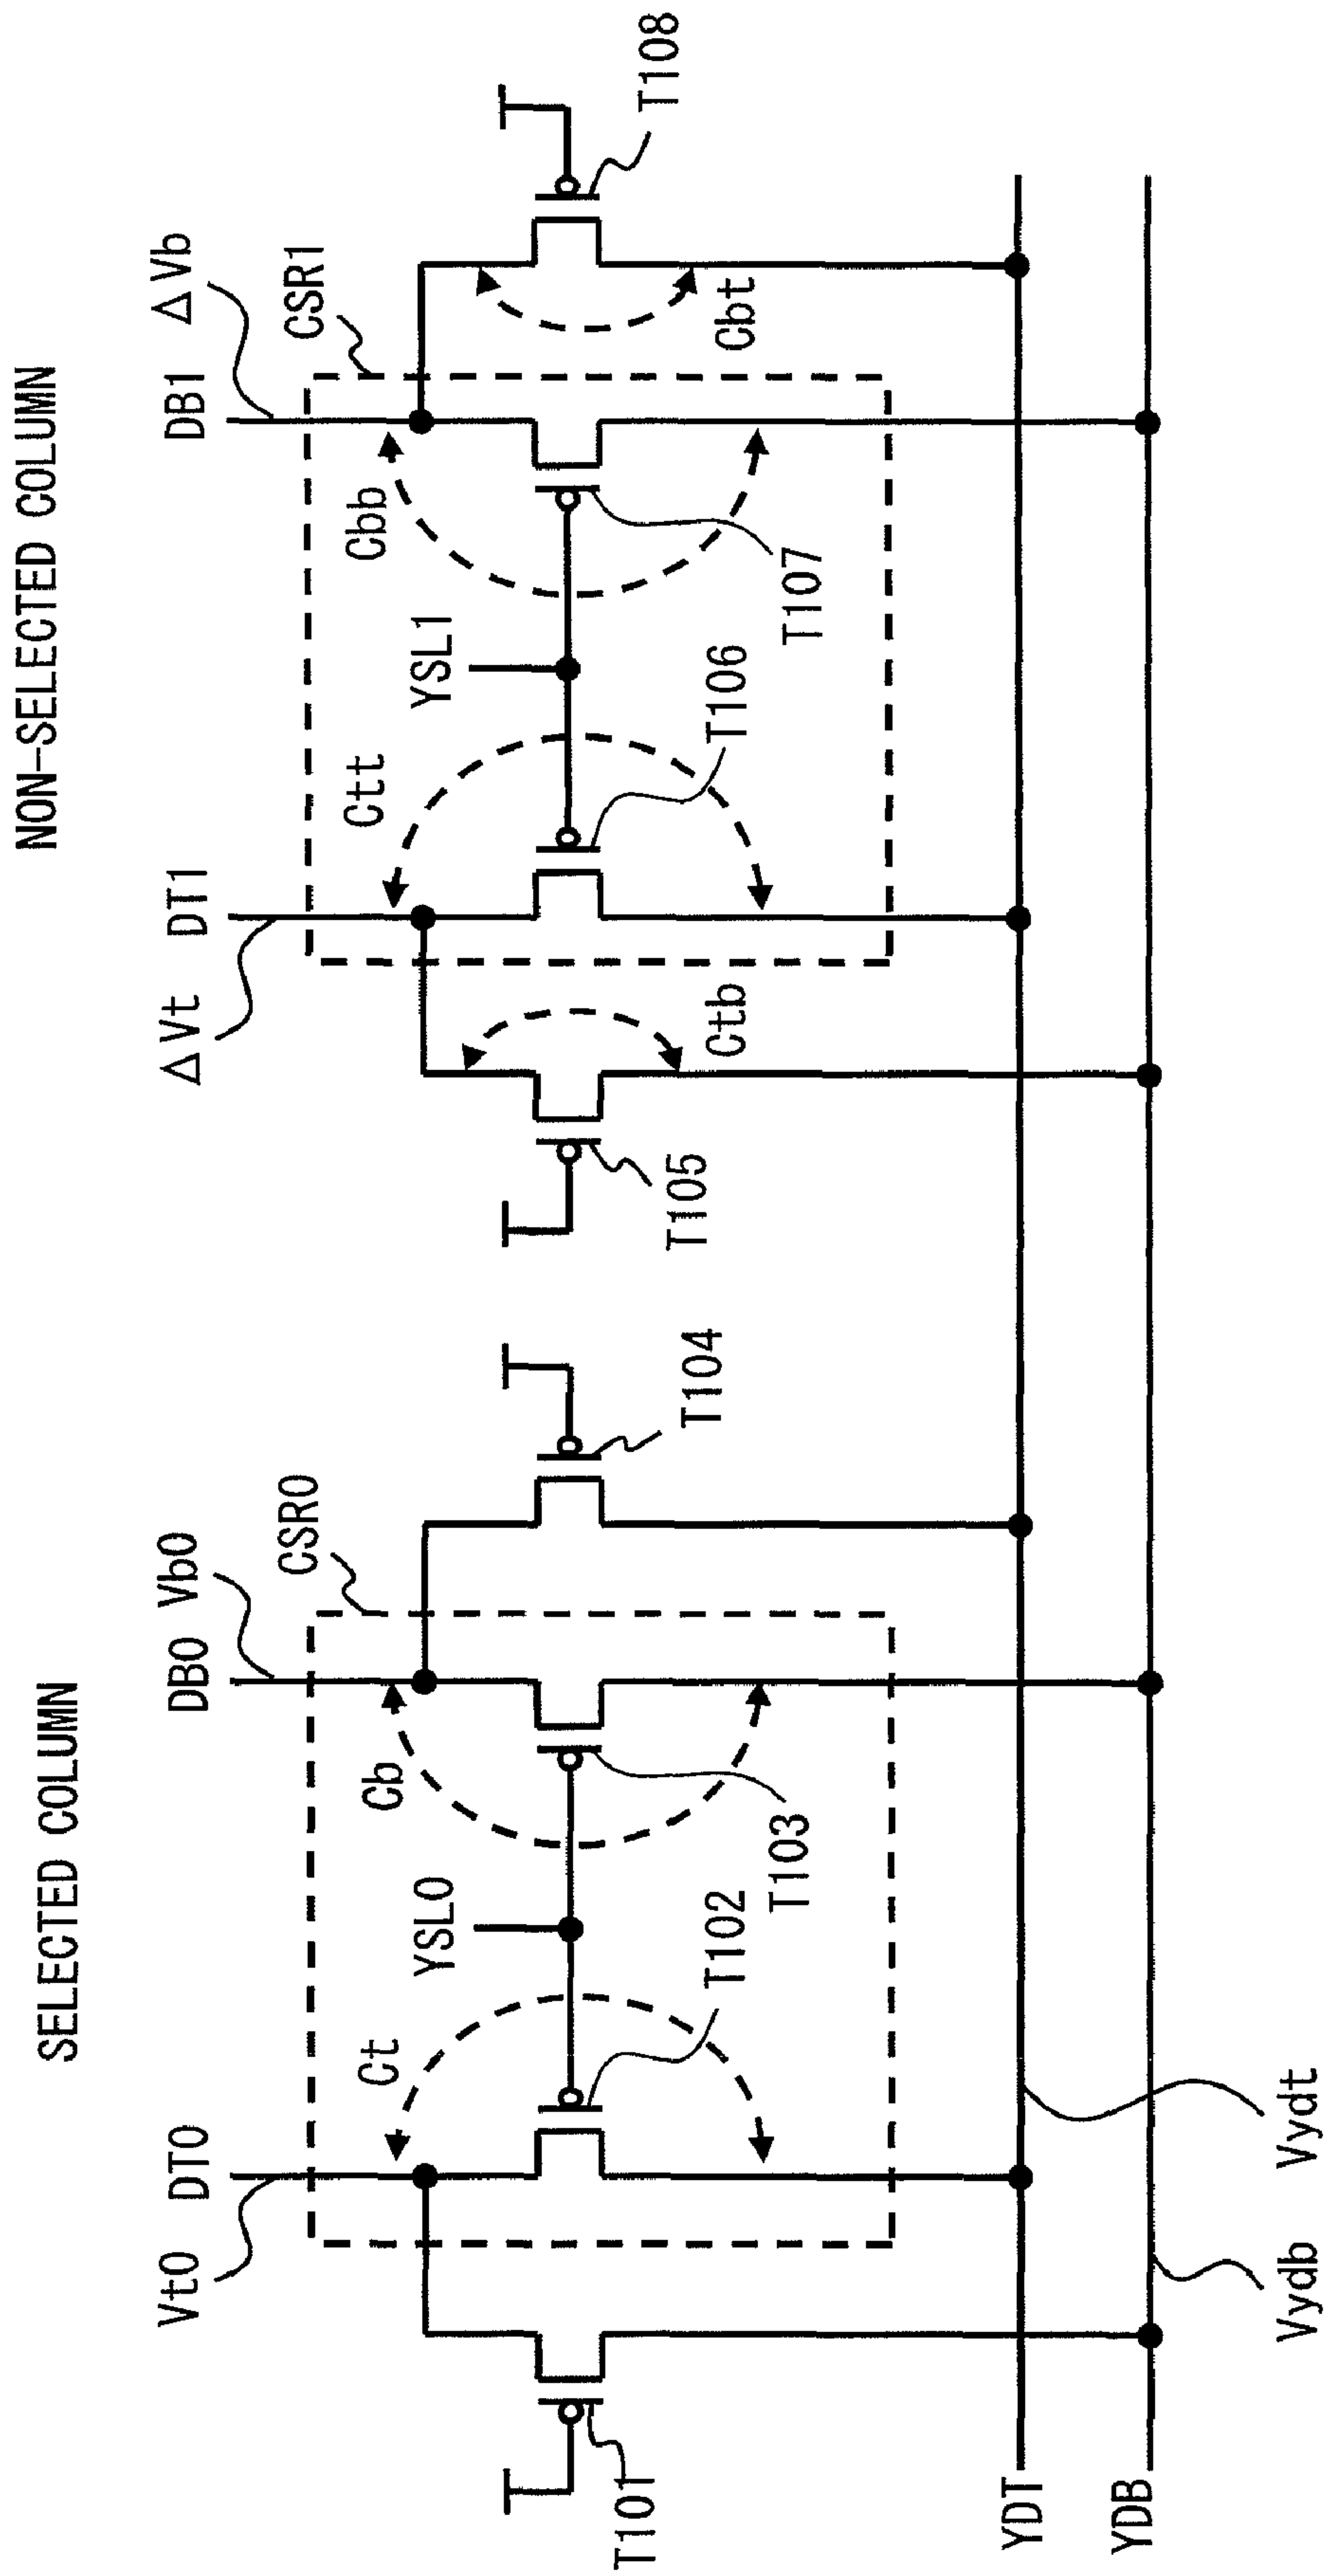 SELECTED COLUMN
NON-SELECTED COLUMN
Vt0
DT0
DB0
Vb0
ΔVt
DT1
DB1
ΔVb
CSR0
CSR1
Ct
Cb
Ctt
Cbb
YSL0
YSL1
T101
T102
T103
T104
T105
Ctb
T106
T107
Cbt
T108
YDT
YDB
Vydb
Vydt